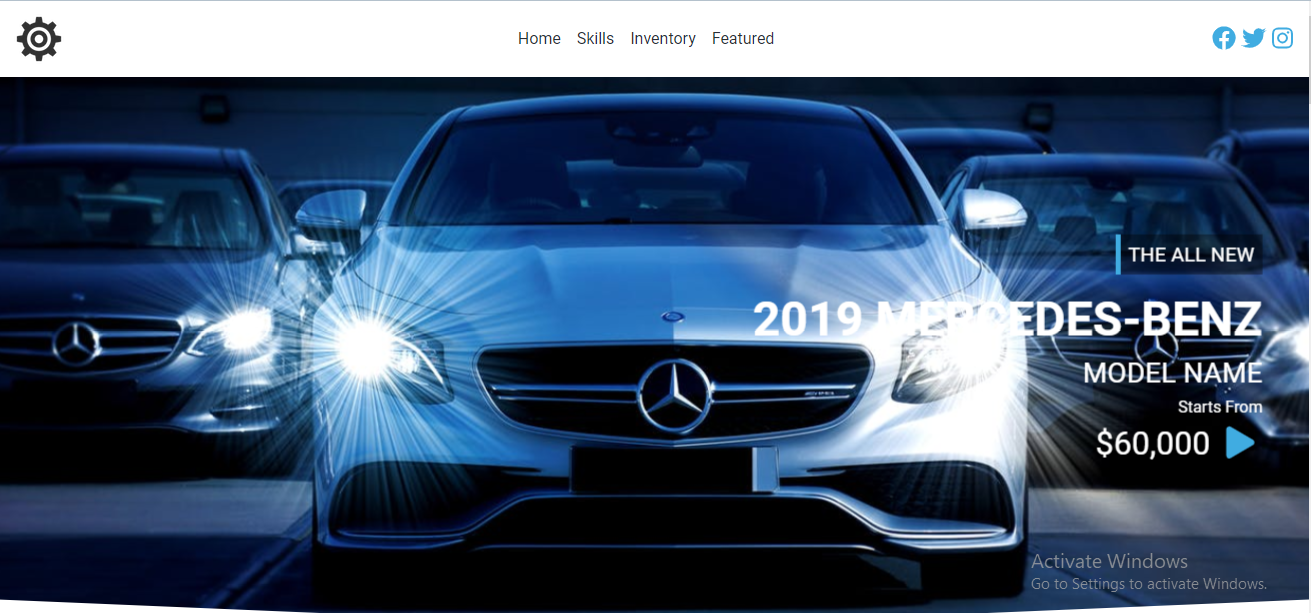 Home Skills Inventory Featured
THE ALL NEW
2019 MERCEDES-BENZ
MODEL NAME
Starts From
$60,000
Activate Windows
Go to Settings to activate Windows.